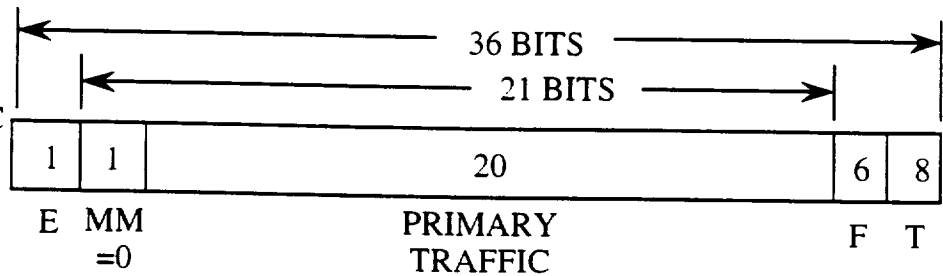 36 BITS
21 BITS
1 1 20 6 8
E MM PRIMARY F T
=0 TRAFFIC